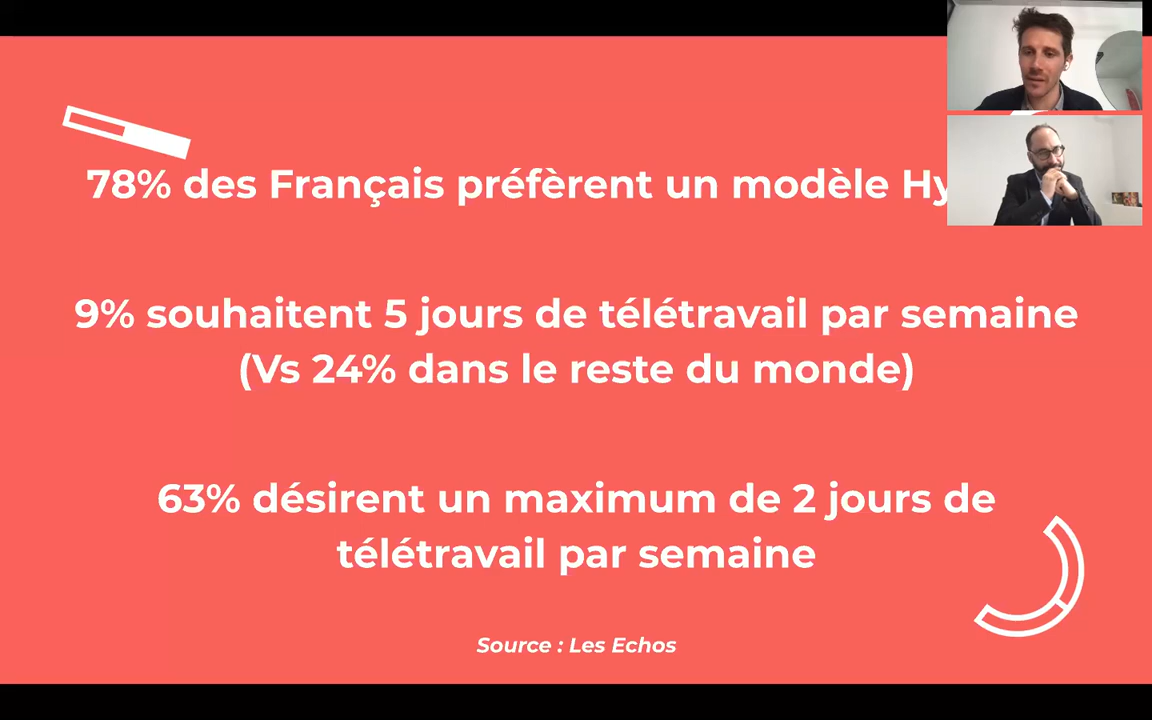 78% des Français préfèrent un modèle
9% souhaitent 5 jours de télétravail par semaine
(Vs 24% dans le reste du monde)
63% désirent un maximum de 2 jours de
télétravail par semaine
Source : Les Echos